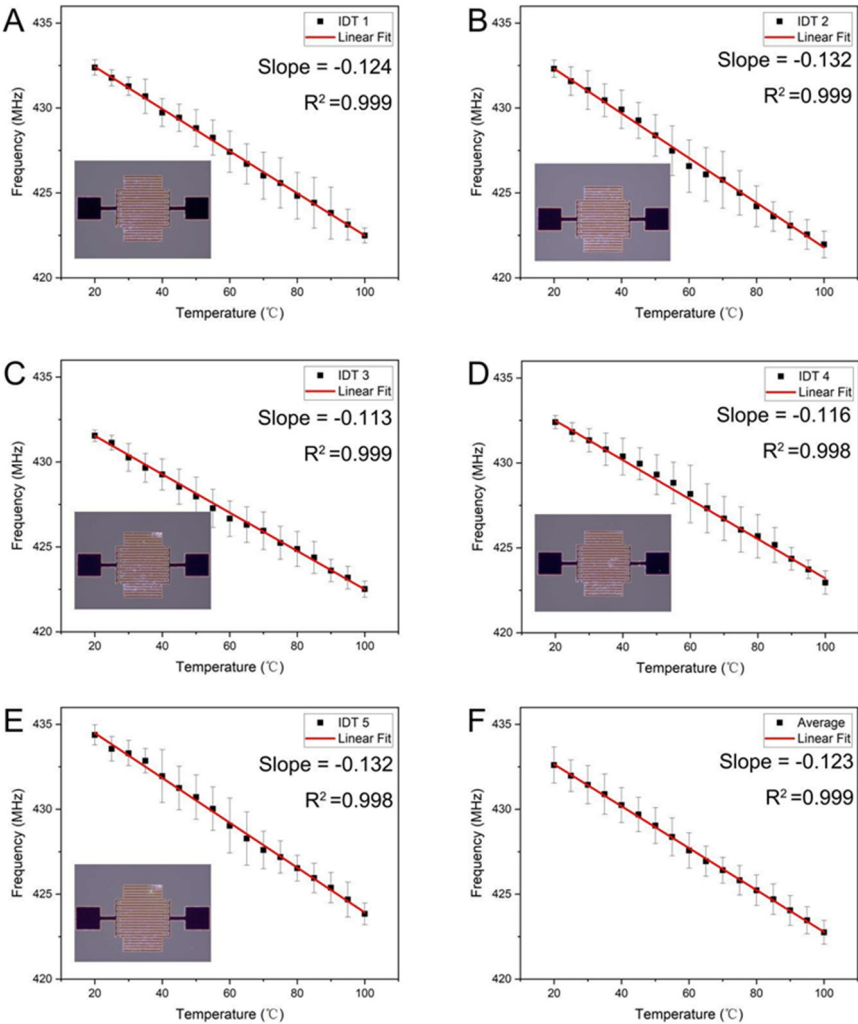 A
435
430
425
420
20
40
60
80
100
Frequency (MHz)
Temperature (℃)
IDT 1
Linear Fit
Slope = -0.124
R²=0.999
B
435
430
425
420
20
40
60
80
100
Frequency (MHz)
Temperature (℃)
IDT 2
Linear Fit
Slope = -0.132
R²=0.999
C
435
430
425
420
20
40
60
80
100
Frequency (MHz)
Temperature (℃)
IDT 3
Linear Fit
Slope = -0.113
R²=0.999
D
435
430
425
420
20
40
60
80
100
Frequency (MHz)
Temperature (℃)
IDT 4
Linear Fit
Slope = -0.116
R²=0.998
E
435
430
425
420
20
40
60
80
100
Frequency (MHz)
Temperature (℃)
IDT 5
Linear Fit
Slope = -0.132
R²=0.998
F
435
430
425
420
20
40
60
80
100
Frequency (MHz)
Temperature (℃)
Average
Linear Fit
Slope = -0.123
R²=0.999